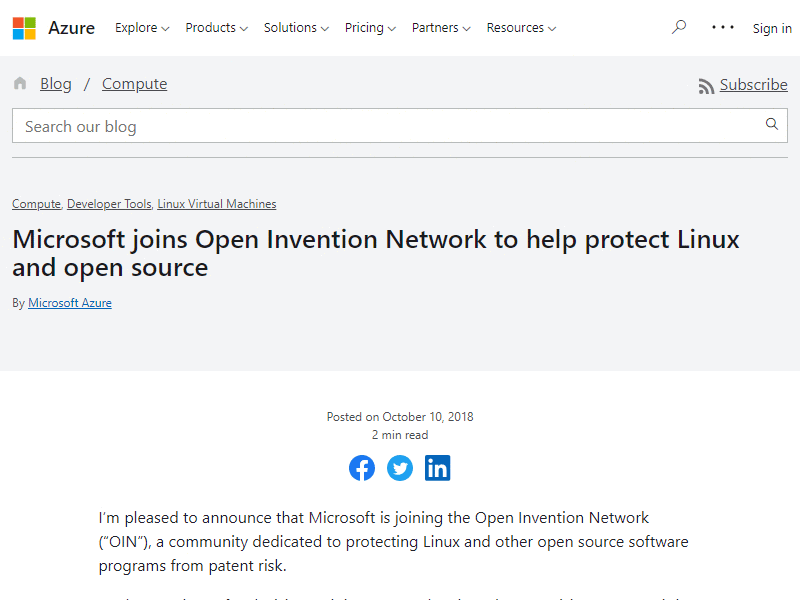 Azure Explore Products Solutions Pricing Partners Resources Sign in
Blog / Compute Subscribe
Search our blog
Compute, Developer Tools, Linux Virtual Machines
Microsoft joins Open Invention Network to help protect Linux
and open source
By Microsoft Azure
Posted on October 10, 2018
2 min read
I’m pleased to announce that Microsoft is joining the Open Invention Network
(“OIN”), a community dedicated to protecting Linux and other open source software
programs from patent risk.